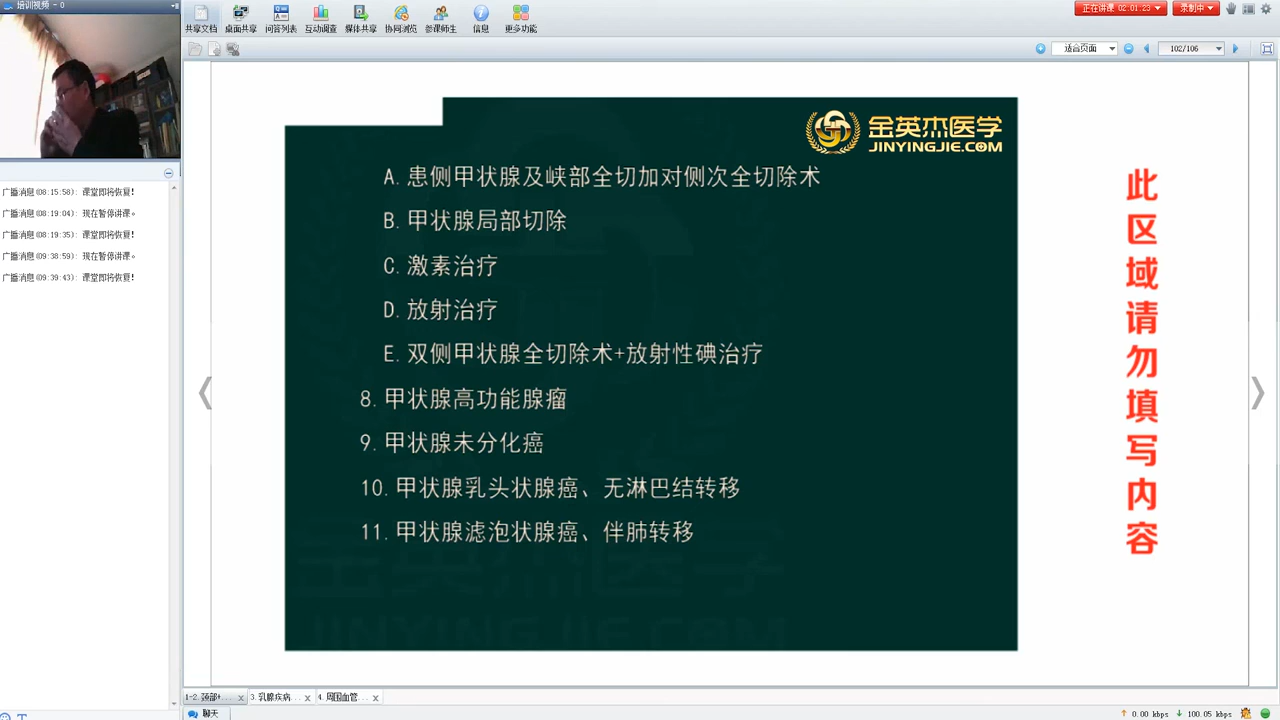 培训视频 - 0
共享文档 桌面共享 问答列表 互动调查 媒体共享 协同浏览 参课师生 信息 更多功能
正在讲课 02:01:23
录制中
适合页面
102/106
广播消息(08:15:58): 课堂即将恢复!
广播消息(08:19:04): 现在暂停讲课。
广播消息(08:19:35): 课堂即将恢复!
广播消息(09:38:59): 现在暂停讲课。
广播消息(09:39:43): 课堂即将恢复!
金英杰医学
JINYINGJIE.COM
A. 患侧甲状腺及峡部全切加对侧次全切除术
B. 甲状腺局部切除
C. 激素治疗
D. 放射治疗
E. 双侧甲状腺全切除术+放射性碘治疗
8. 甲状腺高功能腺瘤
9. 甲状腺未分化癌
10. 甲状腺乳头状腺癌、无淋巴结转移
11. 甲状腺滤泡状腺癌、伴肺转移
金英杰医学
JINYINGJIE.COM
此区域请勿填写内容
1-2. 颈部... 3. 乳腺疾病... 4. 周围血管...
聊天
0.00 kbps 100.05 kbps